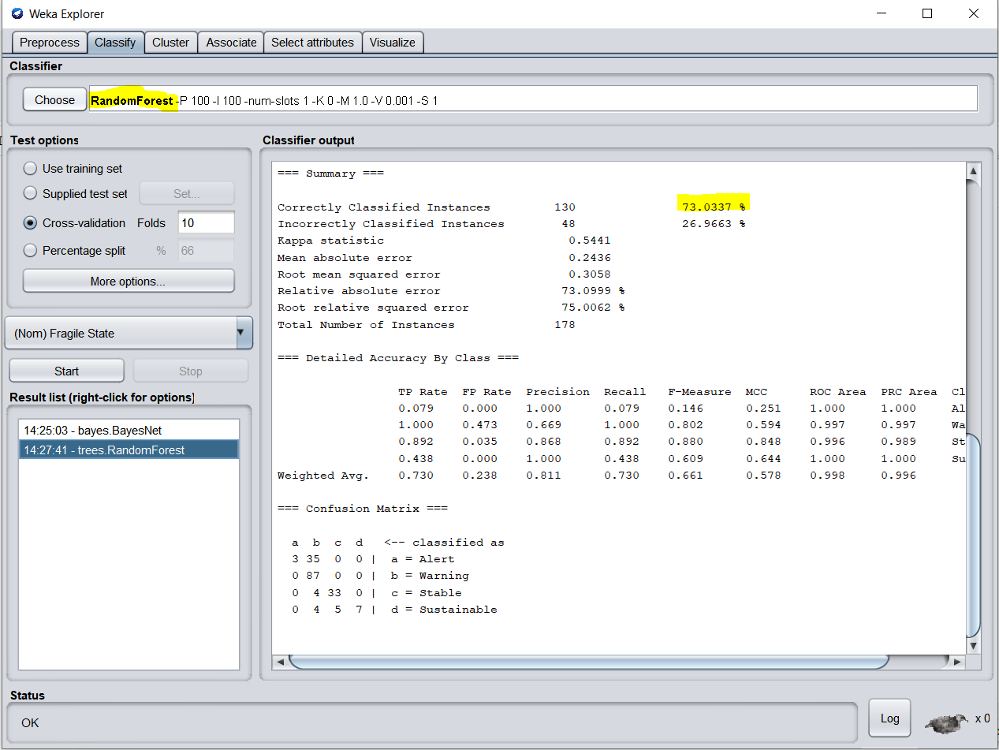 Weka Explorer
Preprocess Classify Cluster Associate Select attributes Visualize
Classifier
Choose RandomForest -P 100 -I 100 -num-slots 1 -K 0 -M 1.0 -V 0.001 -S 1
Test options
Use training set
Supplied test set Set...
Cross-validation Folds 10
Percentage split % 66
More options...
(Nom) Fragile State
Start Stop
Result list (right-click for options)
14:25:03 - bayes.BayesNet
14:27:41 - trees.RandomForest
Classifier output
=== Summary ===
Correctly Classified Instances 130 73.0337 %
Incorrectly Classified Instances 48 26.9663 %
Kappa statistic 0.5441
Mean absolute error 0.2436
Root mean squared error 0.3058
Relative absolute error 73.0999 %
Root relative squared error 75.0062 %
Total Number of Instances 178
=== Detailed Accuracy By Class ===
TP Rate FP Rate Precision Recall F-Measure MCC ROC Area PRC Area Cl
0.079 0.000 1.000 0.079 0.146 0.251 1.000 1.000 Al
1.000 0.473 0.669 1.000 0.802 0.594 0.997 0.997 Wa
0.892 0.035 0.868 0.892 0.880 0.848 0.996 0.989 St
0.438 0.000 1.000 0.438 0.609 0.644 1.000 1.000 Su
Weighted Avg. 0.730 0.238 0.811 0.730 0.661 0.578 0.998 0.996
=== Confusion Matrix ===
a b c d <-- classified as
3 35 0 0 | a = Alert
0 87 0 0 | b = Warning
0 4 33 0 | c = Stable
0 4 5 7 | d = Sustainable
Status
OK
Log x 0